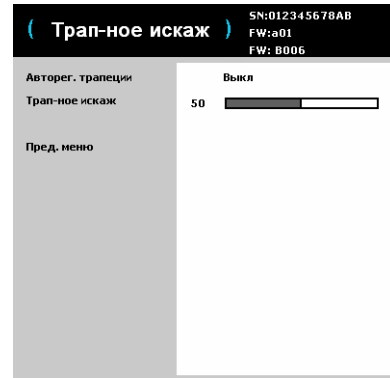 ( Трап-ное искаж )
SN:012345678AB
FW:a01
FW: B006
Авторег. трапеции Выкл
Трап-ное искаж 50
Пред. меню